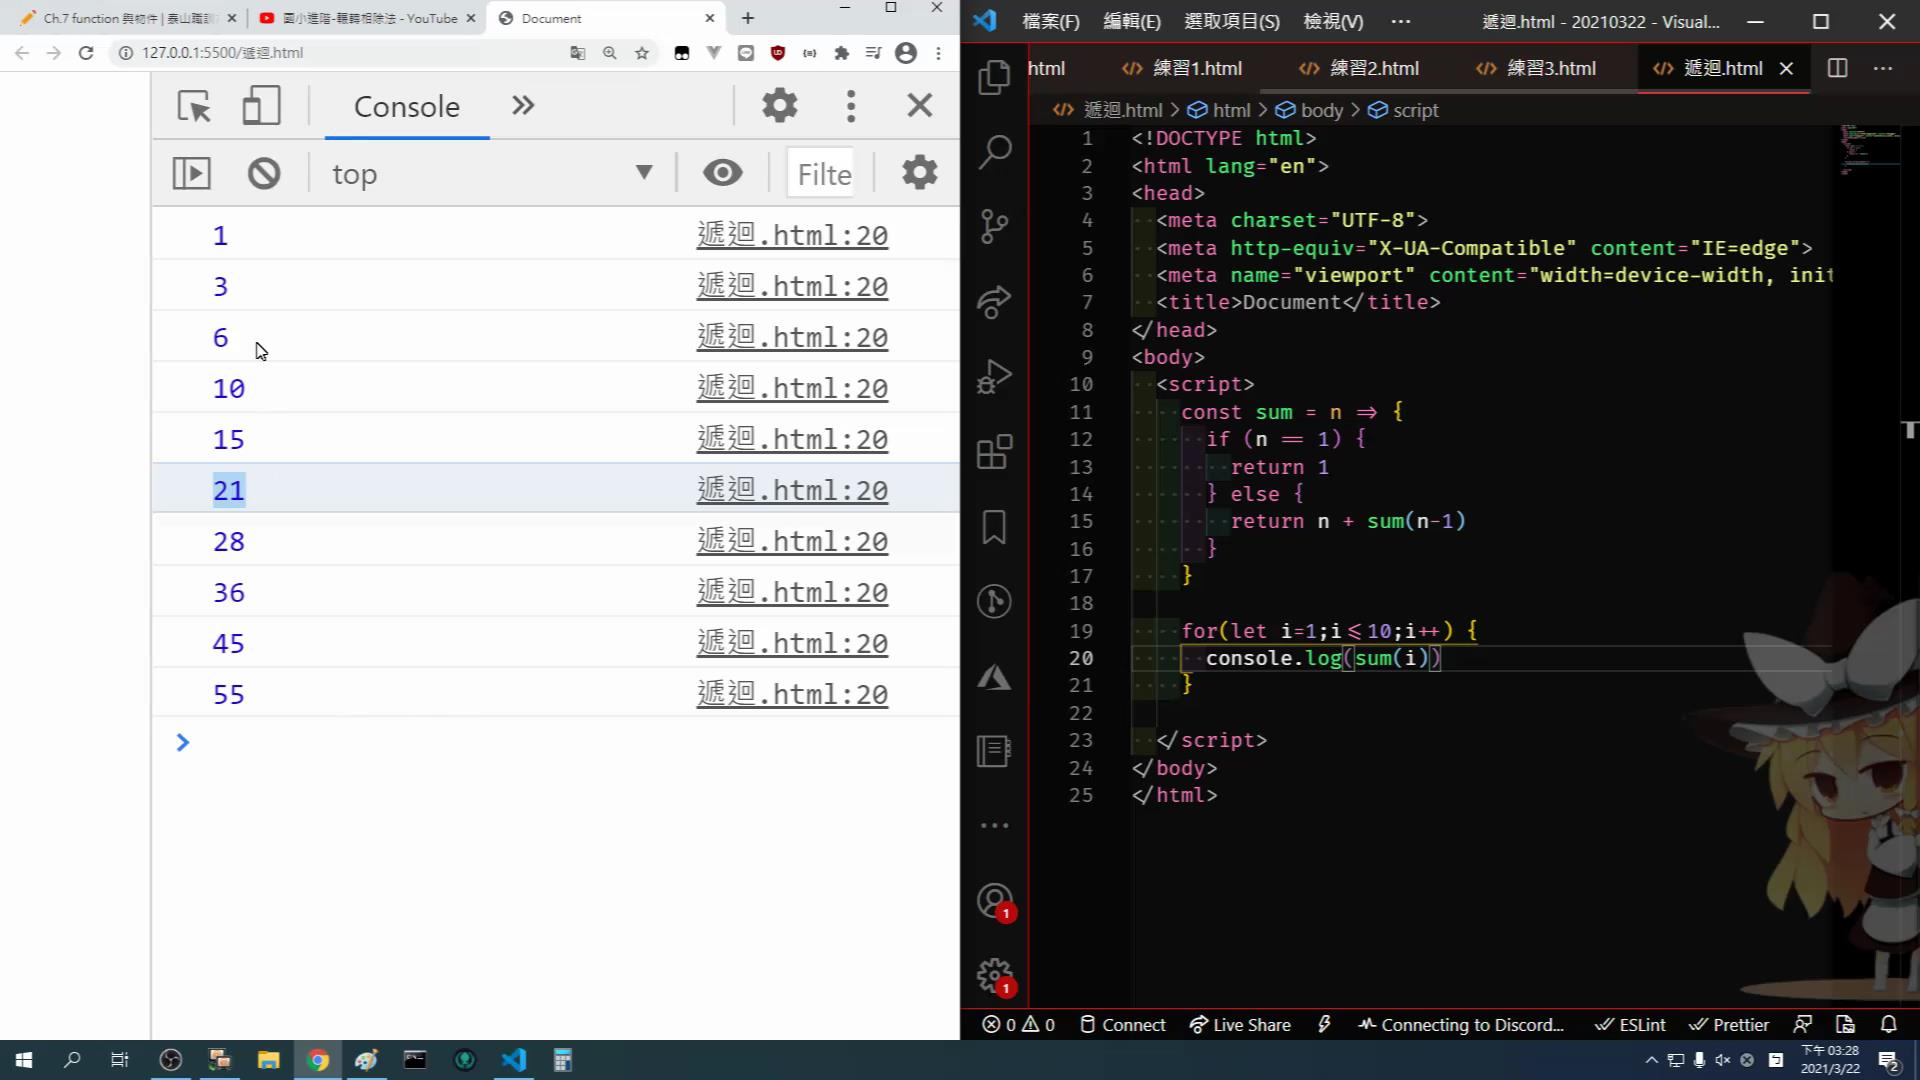 Ch.7 function 與物件 | 泰山職訓
國小進階-輾轉相除法 - YouTube
Document
127.0.0.1:5500/遞迴.html
Console
top
Filte
1 遞迴.html:20
3 遞迴.html:20
6 遞迴.html:20
10 遞迴.html:20
15 遞迴.html:20
21 遞迴.html:20
28 遞迴.html:20
36 遞迴.html:20
45 遞迴.html:20
55 遞迴.html:20
檔案(F) 編輯(E) 選取項目(S) 檢視(V) ··· 遞迴.html - 20210322 - Visual...
html 練習1.html 練習2.html 練習3.html 遞迴.html
遞迴.html > html > body > script
1 <!DOCTYPE html>
2 <html lang="en">
3 <head>
4 <meta charset="UTF-8">
5 <meta http-equiv="X-UA-Compatible" content="IE=edge">
6 <meta name="viewport" content="width=device-width, init
7 <title>Document</title>
8 </head>
9 <body>
10 <script>
11 const sum = n => {
12 if (n == 1) {
13 return 1
14 } else {
15 return n + sum(n-1)
16 }
17 }
18
19 for(let i=1;i<=10;i++) {
20 console.log(sum(i))
21 }
22
23 </script>
24 </body>
25 </html>
1
1
0 0 Connect Live Share Connecting to Discord... ESLint Prettier
下午 03:28
2021/3/22
2